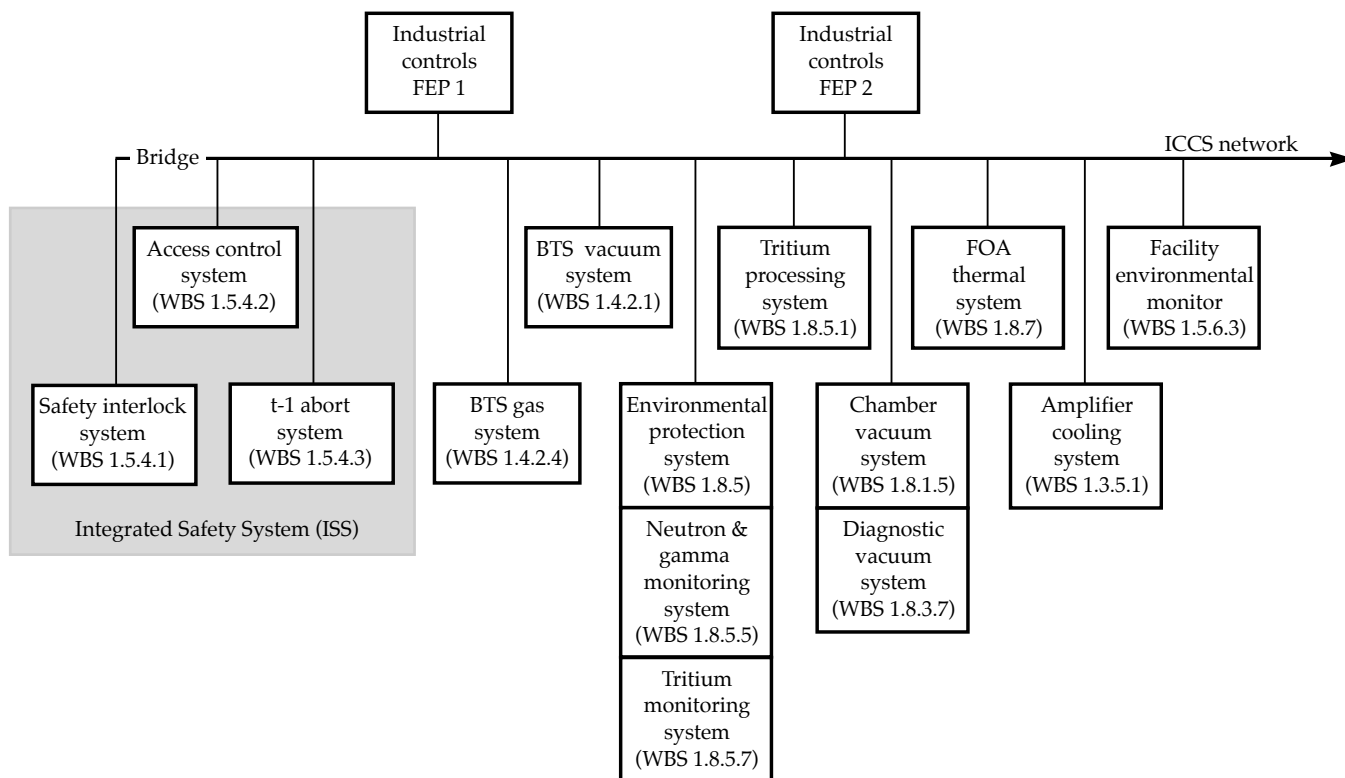 Industrial
controls
FEP 1
Industrial
controls
FEP 2
Bridge
ICCS network
Access control
system
(WBS 1.5.4.2)
BTS vacuum
system
(WBS 1.4.2.1)
Tritium
processing
system
(WBS 1.8.5.1)
FOA
thermal
system
(WBS 1.8.7)
Facility
environmental
monitor
(WBS 1.5.6.3)
Safety interlock
system
(WBS 1.5.4.1)
t-1 abort
system
(WBS 1.5.4.3)
BTS gas
system
(WBS 1.4.2.4)
Environmental
protection
system
(WBS 1.8.5)
Chamber
vacuum
system
(WBS 1.8.1.5)
Amplifier
cooling
system
(WBS 1.3.5.1)
Integrated Safety System (ISS)
Neutron &
gamma
monitoring
system
(WBS 1.8.5.5)
Diagnostic
vacuum
system
(WBS 1.8.3.7)
Tritium
monitoring
system
(WBS 1.8.5.7)